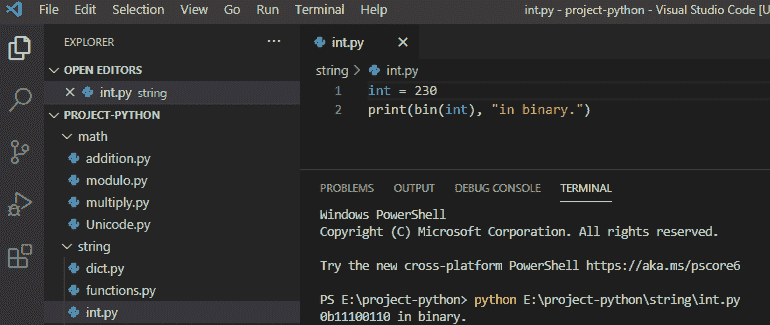 File Edit Selection View Go Run Terminal Help int.py - project-python - Visual Studio Code [U
EXPLORER ...
OPEN EDITORS
int.py string
PROJECT-PYTHON
math
addition.py
modulo.py
multiply.py
Unicode.py
string
dict.py
functions.py
int.py
int.py
string > int.py
1 int = 230
2 print(bin(int), "in binary.")
PROBLEMS OUTPUT DEBUG CONSOLE TERMINAL
Windows PowerShell
Copyright (C) Microsoft Corporation. All rights reserved.
Try the new cross-platform PowerShell https://aka.ms/pscore6
PS E:\project-python> python E:\project-python\string\int.py
0b11100110 in binary.